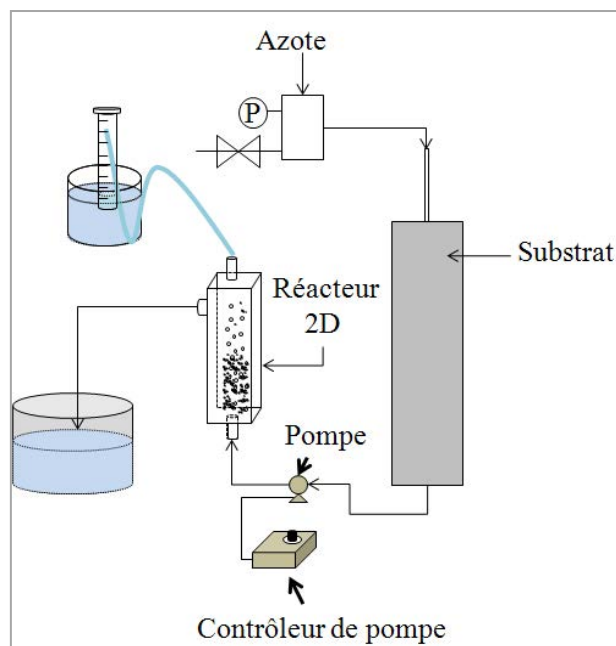 Azote
P
Substrat
Réacteur
2D
Pompe
Contrôleur de pompe